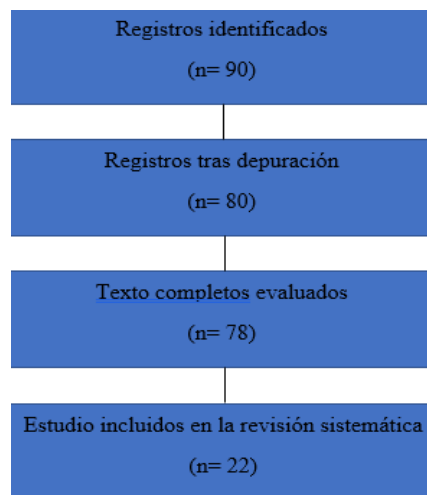 Registros identificados
(n= 90)
Registros tras depuración
(n= 80)
Texto completos evaluados
(n= 78)
Estudio incluidos en la revisión sistemática
(n= 22)